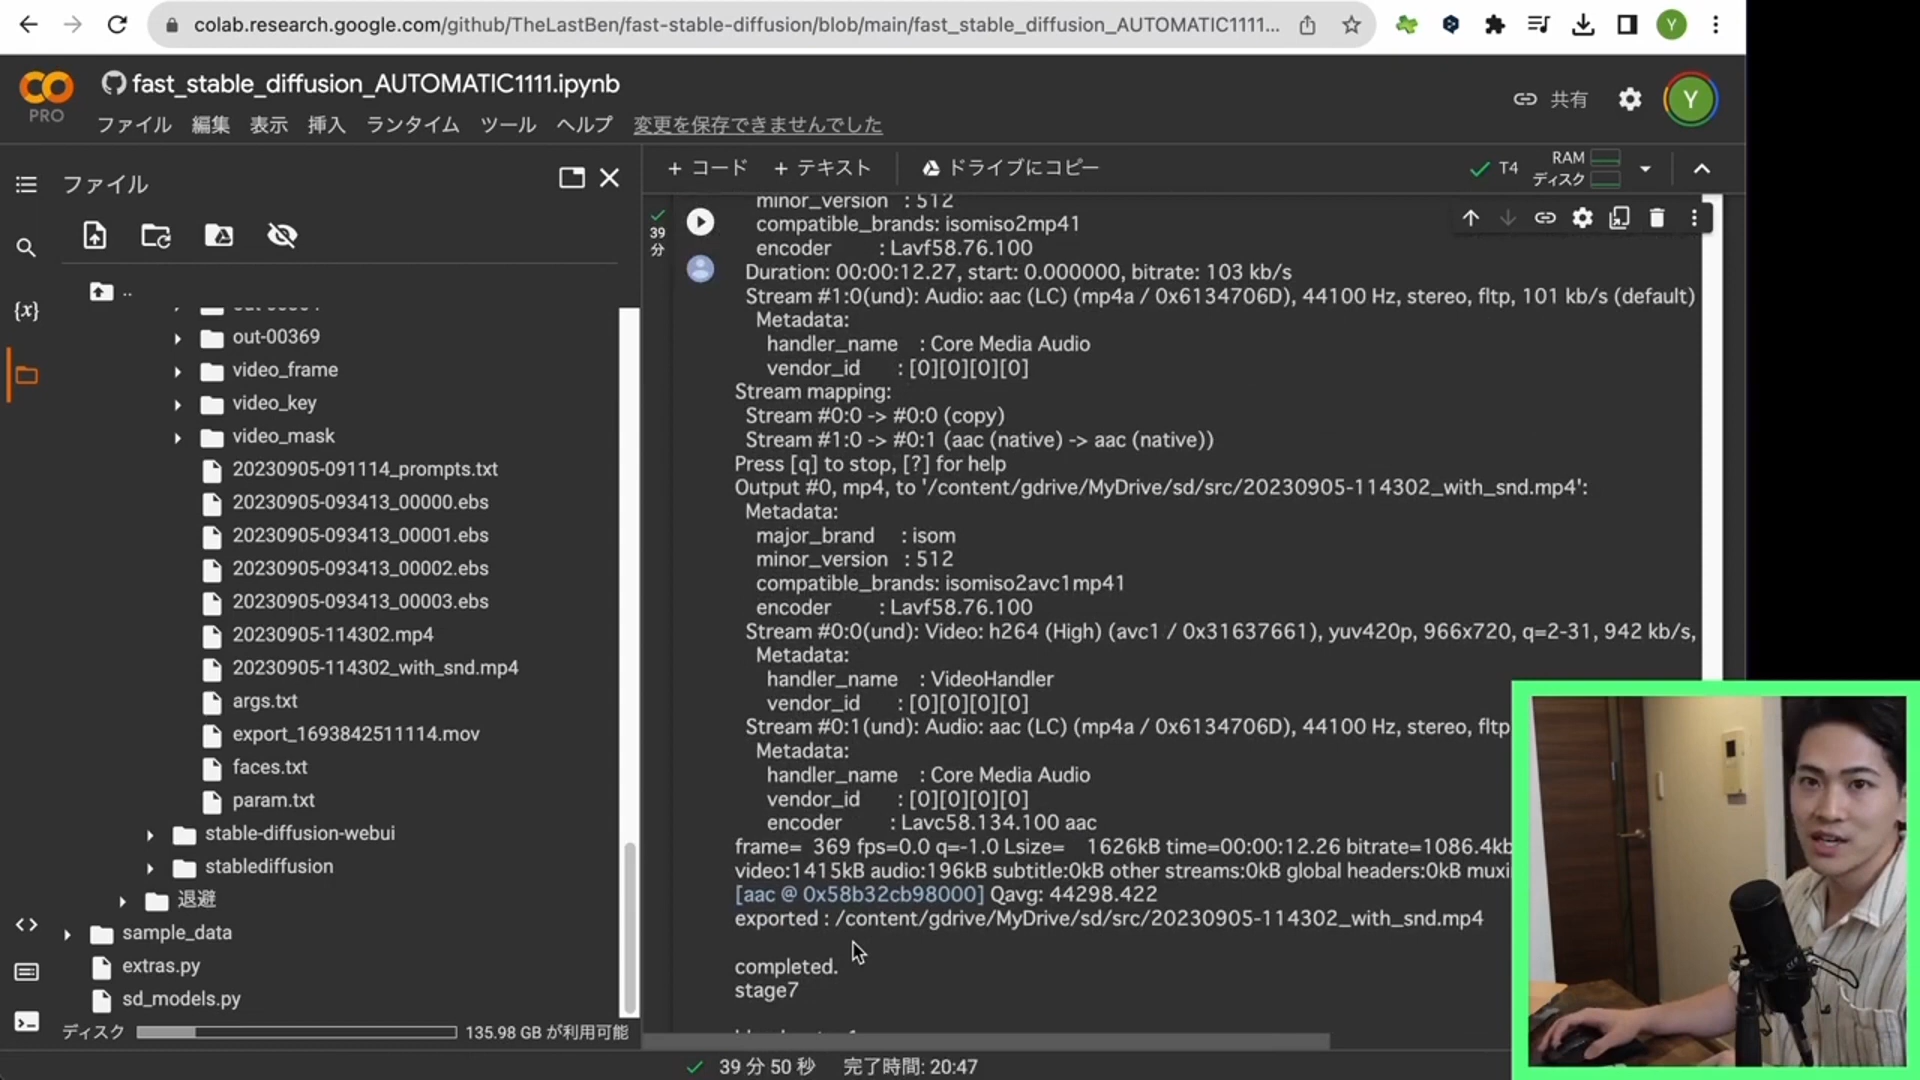 colab.research.google.com/github/TheLastBen/fast-stable-diffusion/blob/main/fast_stable_diffusion_AUTOMATIC1111...
Y
CO
PRO
fast_stable_diffusion_AUTOMATIC1111.ipynb
ファイル 編集 表示 挿入 ランタイム ツール ヘルプ 変更を保存できませんでした
共有
Y
ファイル
+ コード + テキスト ドライブにコピー
T4
RAM
ディスク
..
out-00369
video_frame
video_key
video_mask
20230905-091114_prompts.txt
20230905-093413_00000.ebs
20230905-093413_00001.ebs
20230905-093413_00002.ebs
20230905-093413_00003.ebs
20230905-114302.mp4
20230905-114302_with_snd.mp4
args.txt
export_1693842511114.mov
faces.txt
param.txt
stable-diffusion-webui
stablediffusion
退避
sample_data
extras.py
sd_models.py
ディスク 135.98 GB が利用可能
39
分
minor_version : 512
compatible_brands: isomiso2mp41
encoder : Lavf58.76.100
Duration: 00:00:12.27, start: 0.000000, bitrate: 103 kb/s
Stream #1:0(und): Audio: aac (LC) (mp4a / 0x6134706D), 44100 Hz, stereo, fltp, 101 kb/s (default)
Metadata:
handler_name : Core Media Audio
vendor_id : [0][0][0][0]
Stream mapping:
Stream #0:0 -> #0:0 (copy)
Stream #1:0 -> #0:1 (aac (native) -> aac (native))
Press [q] to stop, [?] for help
Output #0, mp4, to '/content/gdrive/MyDrive/sd/src/20230905-114302_with_snd.mp4':
Metadata:
major_brand : isom
minor_version : 512
compatible_brands: isomiso2avc1mp41
encoder : Lavf58.76.100
Stream #0:0(und): Video: h264 (High) (avc1 / 0x31637661), yuv420p, 966x720, q=2-31, 942 kb/s,
Metadata:
handler_name : VideoHandler
vendor_id : [0][0][0][0]
Stream #0:1(und): Audio: aac (LC) (mp4a / 0x6134706D), 44100 Hz, stereo, fltp
Metadata:
handler_name : Core Media Audio
vendor_id : [0][0][0][0]
encoder : Lavc58.134.100 aac
frame= 369 fps=0.0 q=-1.0 Lsize= 1626kB time=00:00:12.26 bitrate=1086.4kb
video:1415kB audio:196kB subtitle:0kB other streams:0kB global headers:0kB muxi
[aac @ 0x58b32cb98000] Qavg: 44298.422
exported : /content/gdrive/MyDrive/sd/src/20230905-114302_with_snd.mp4
completed.
stage7
39 分 50 秒 完了時間: 20:47